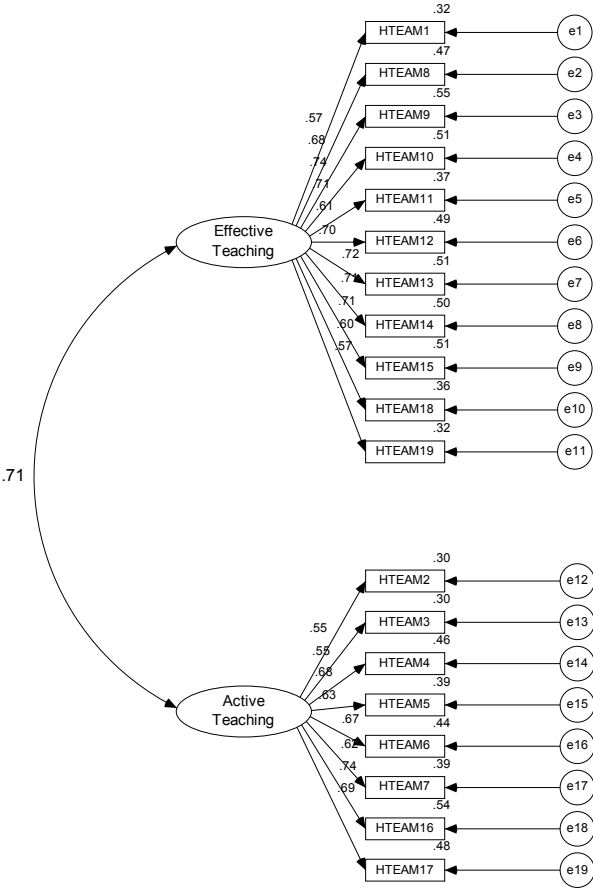 .32
HTEAM1
e1
.47
HTEAM8
e2
.55
HTEAM9
e3
.51
HTEAM10
e4
.37
HTEAM11
e5
.49
HTEAM12
e6
.51
HTEAM13
e7
.50
HTEAM14
e8
.51
HTEAM15
e9
.36
HTEAM18
e10
.32
HTEAM19
e11
.57
.68
.74
.71
.61
.70
.72
.71
.71
.60
.57
Effective
Teaching
.71
.30
HTEAM2
e12
.30
HTEAM3
e13
.46
HTEAM4
e14
.39
HTEAM5
e15
.44
HTEAM6
e16
.39
HTEAM7
e17
.54
HTEAM16
e18
.48
HTEAM17
e19
.55
.55
.68
.63
.67
.62
.74
.69
Active
Teaching